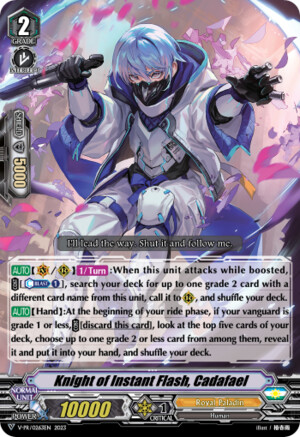 2
GRADE
INTERCEPT
SHIELD
5000
I'll lead the way. Shut it and follow me.
AUTO 1/Turn :When this unit attacks while boosted,
BLAST 1 , search your deck for up to one grade 2 card with a
different card name from this unit, call it to , and shuffle your deck.
AUTO [Hand]:At the beginning of your ride phase, if your vanguard is
grade 1 or less, [discard this card], look at the top five cards of your
deck, choose up to one grade 2 or less card from among them, reveal
it and put it into your hand, and shuffle your deck.
NORMAL
UNIT
Knight of Instant Flash, Cadafael
POWER
10000
1
CRITICAL
Royal Paladin
Human
V-PR/0263EN 2023